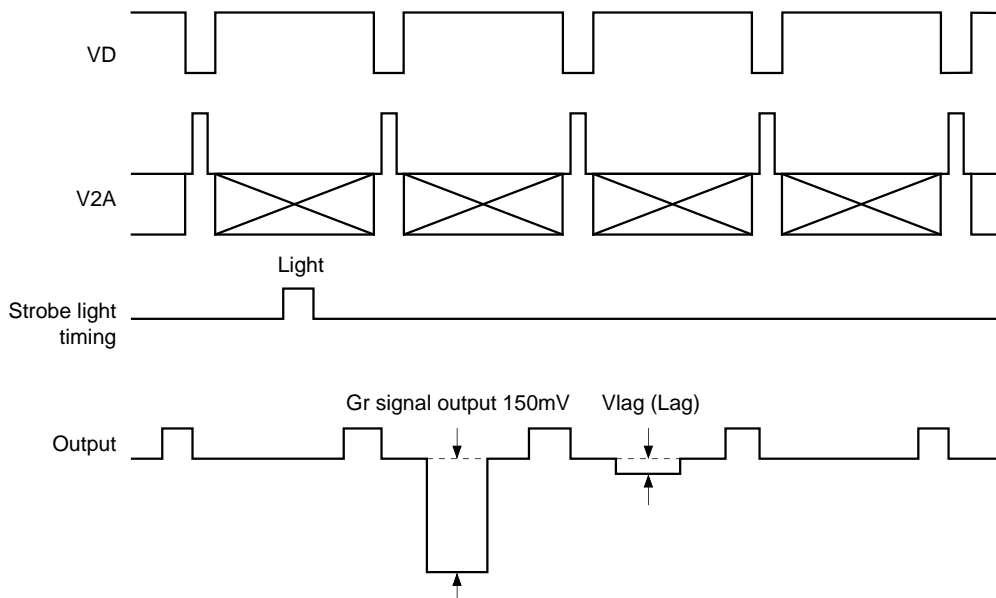 VD
V2A
Light
Strobe light
timing
Gr signal output 150mV
Vlag (Lag)
Output